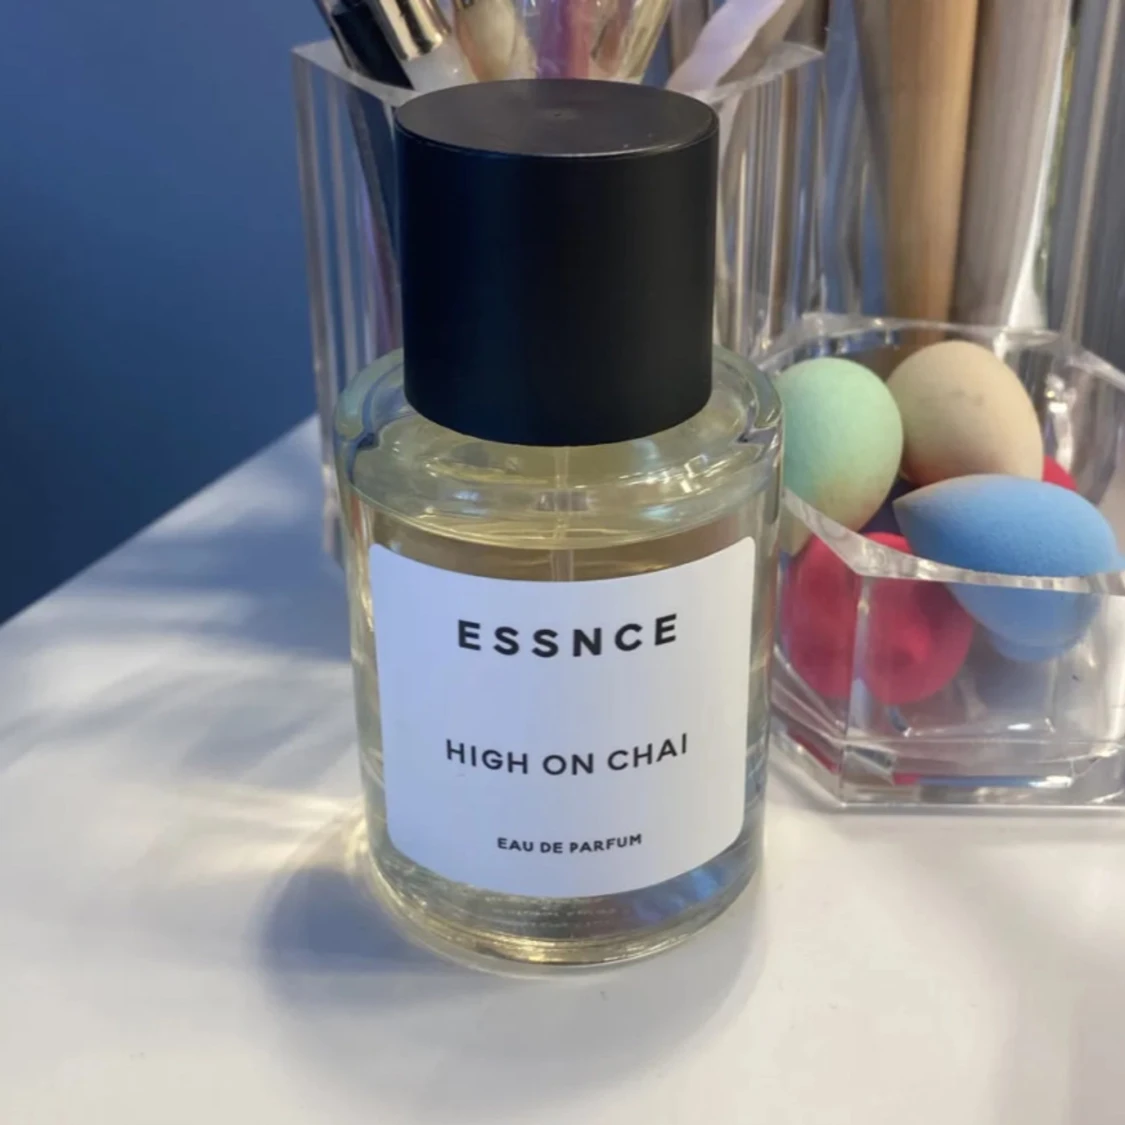 ESSNCE
HIGH ON CHAI
EAU DE PARFUM